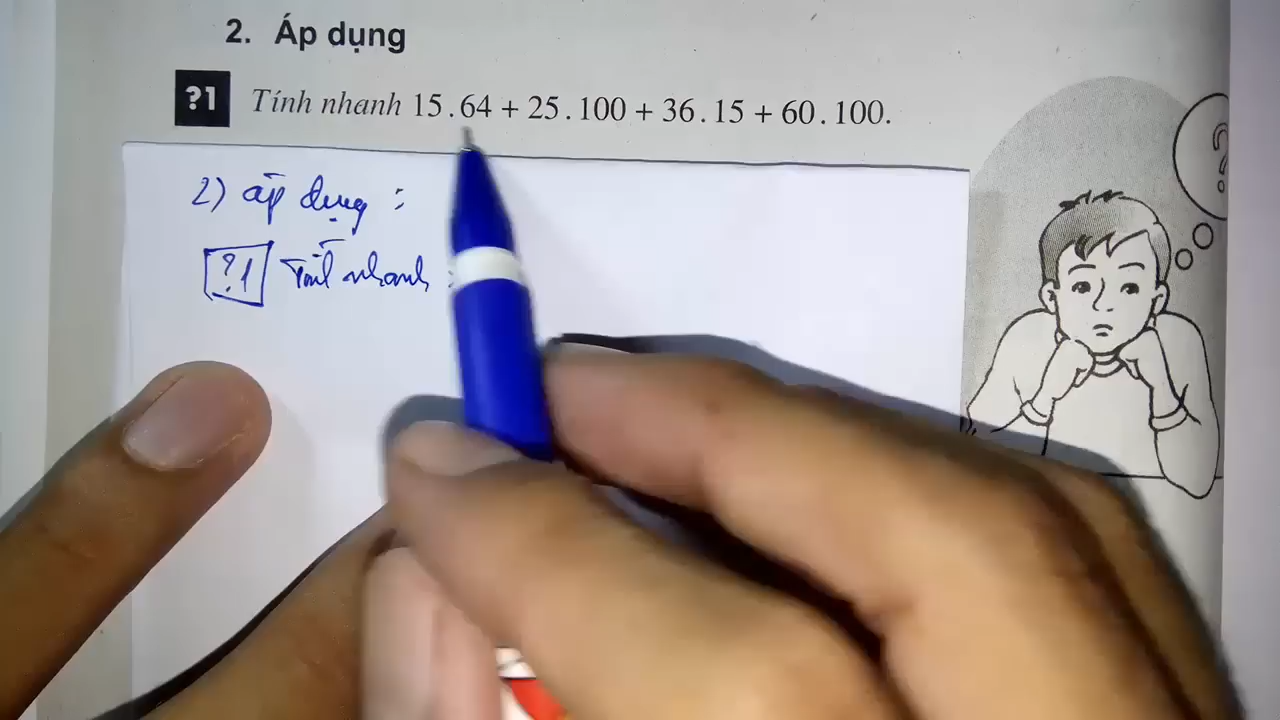 2. Áp dụng
?1 Tính nhanh 15 . 64 + 25 . 100 + 36 . 15 + 60 . 100.
?
2) áp dụng :
?1 Tính nhanh :